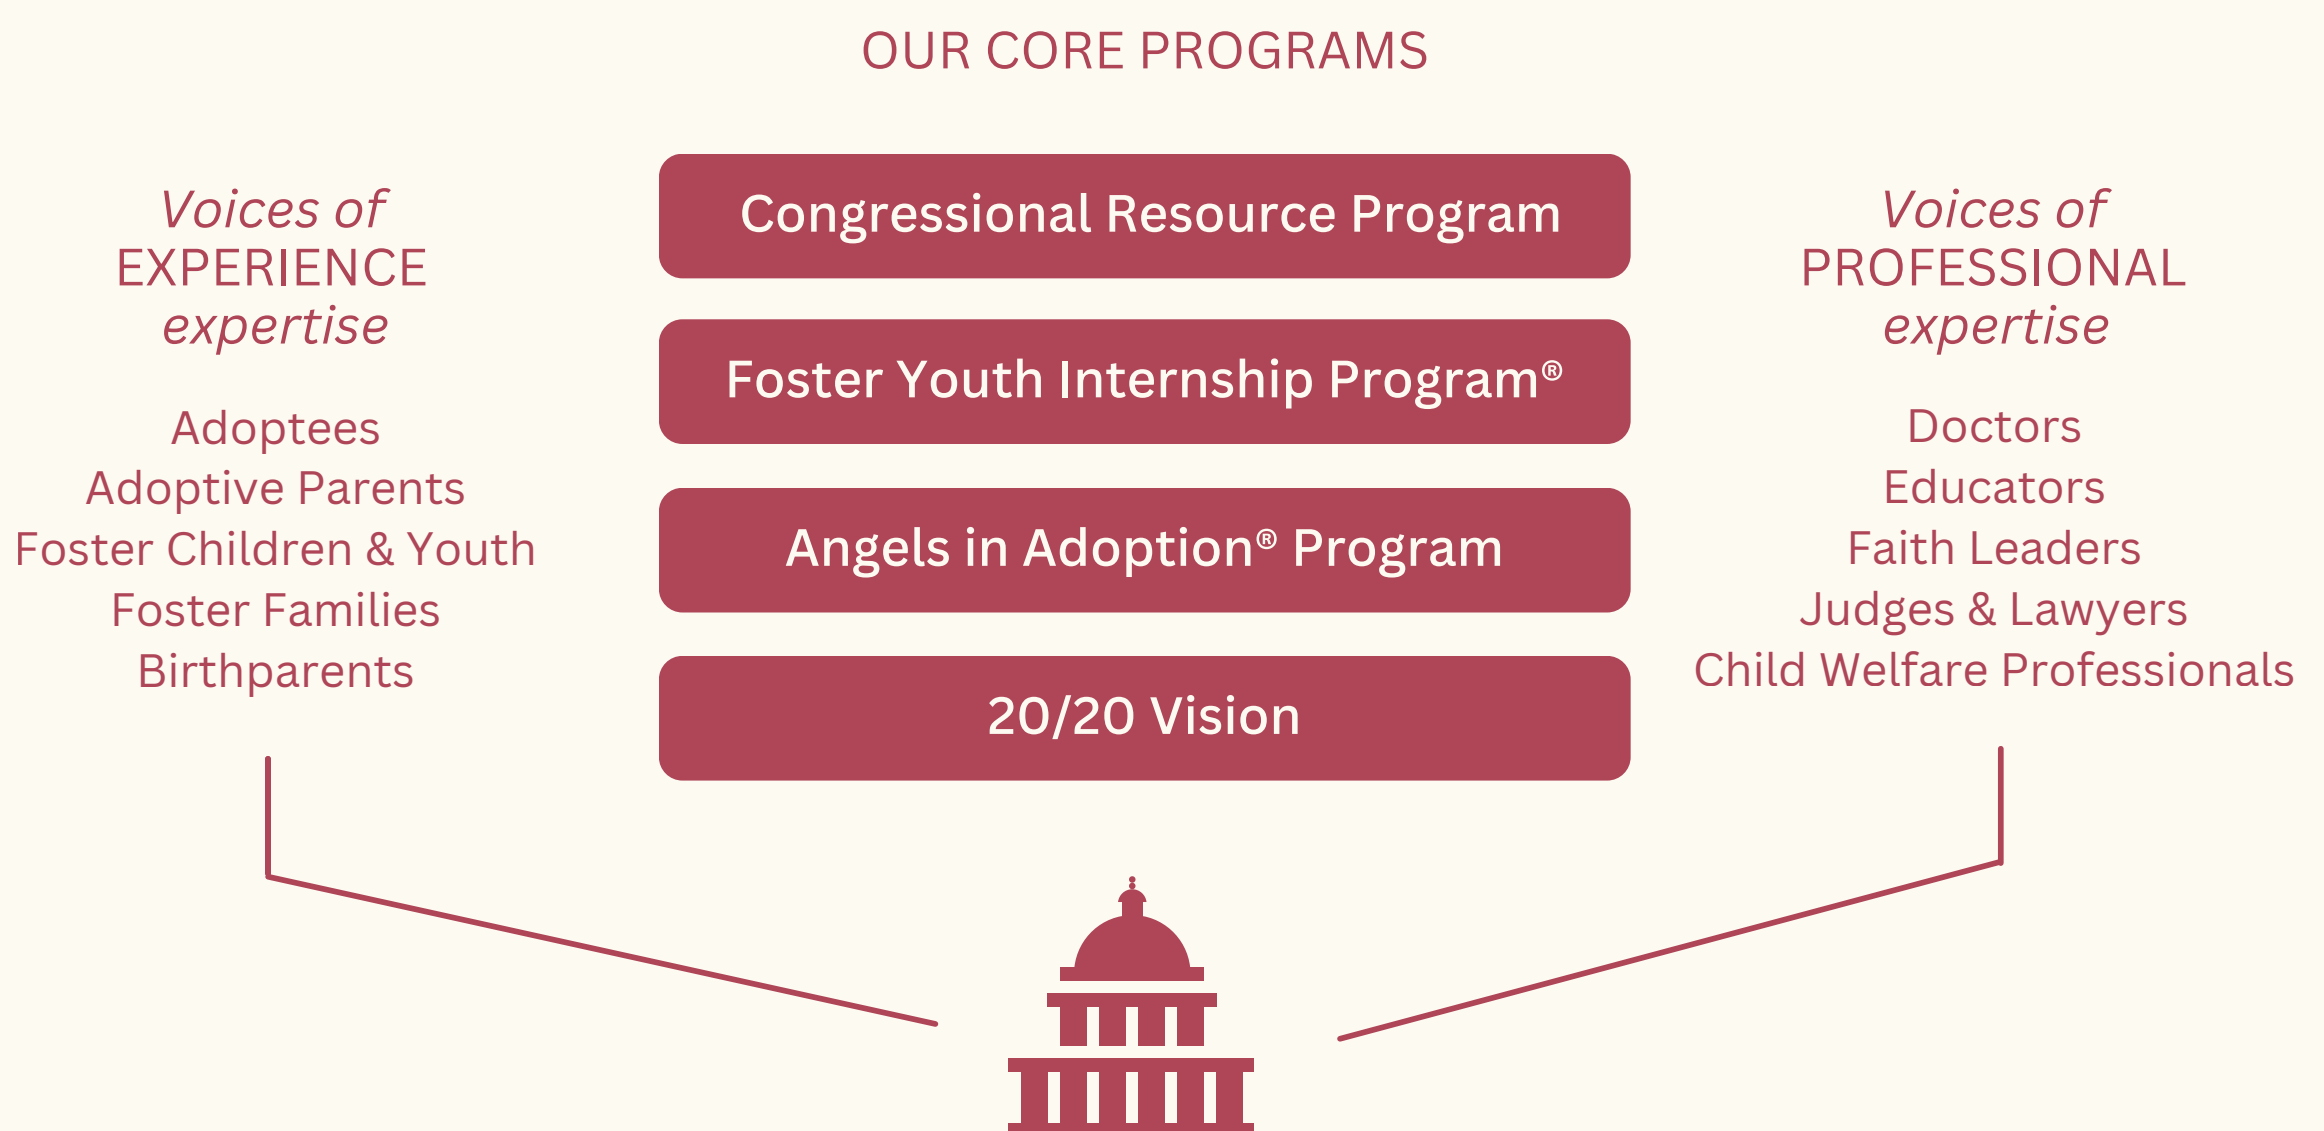 OUR CORE PROGRAMS
Voices of
EXPERIENCE
expertise
Adoptees
Adoptive Parents
Foster Children & Youth
Foster Families
Birthparents
Congressional Resource Program
Foster Youth Internship Program®
Angels in Adoption® Program
20/20 Vision
Voices of
PROFESSIONAL
expertise
Doctors
Educators
Faith Leaders
Judges & Lawyers
Child Welfare Professionals